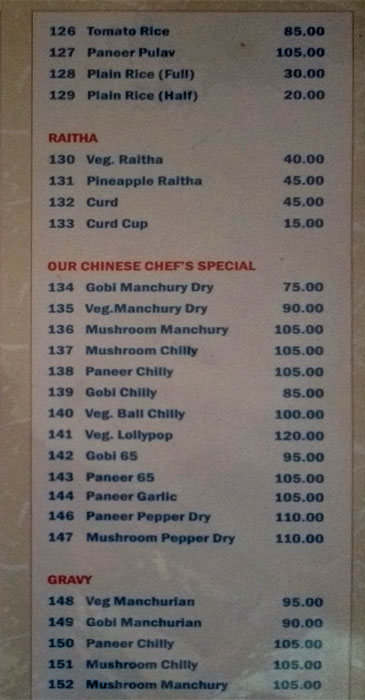 126 Tomato Rice 85.00
127 Paneer Pulav 105.00
128 Plain Rice (Full) 30.00
129 Plain Rice (Half) 20.00
RAITHA
130 Veg. Raitha 40.00
131 Pineapple Raitha 45.00
132 Curd 45.00
133 Curd Cup 15.00
OUR CHINESE CHEF'S SPECIAL
134 Gobi Manchury Dry 75.00
135 Veg.Manchury Dry 90.00
136 Mushroom Manchury 105.00
137 Mushroom Chilly 105.00
138 Paneer Chilly 105.00
139 Gobi Chilly 85.00
140 Veg. Ball Chilly 100.00
141 Veg. Lollypop 120.00
142 Gobi 65 95.00
143 Paneer 65 105.00
144 Paneer Garlic 105.00
146 Paneer Pepper Dry 110.00
147 Mushroom Pepper Dry 110.00
GRAVY
148 Veg Manchurian 95.00
149 Gobi Manchurian 90.00
150 Paneer Chilly 105.00
151 Mushroom Chilly 105.00
152 Mushroom Manchury 105.00